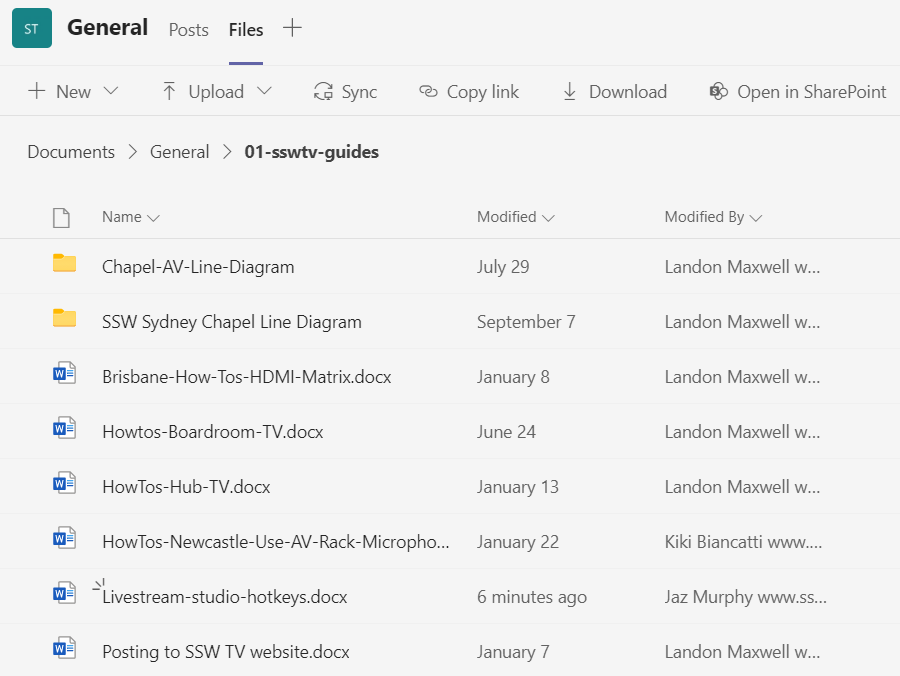 ST General Posts Files
New Upload Sync Copy link Download Open in SharePoint
Documents General 01-sswtv-guides
Name Modified Modified By
Chapel-AV-Line-Diagram July 29 Landon Maxwell w...
SSW Sydney Chapel Line Diagram September 7 Landon Maxwell w...
Brisbane-How-Tos-HDMI-Matrix.docx January 8 Landon Maxwell w...
Howtos-Boardroom-TV.docx June 24 Landon Maxwell w...
HowTos-Hub-TV.docx January 13 Landon Maxwell w...
HowTos-Newcastle-Use-AV-Rack-Micropho... January 22 Kiki Biancatti www....
Livestream-studio-hotkeys.docx 6 minutes ago Jaz Murphy www.ss...
Posting to SSW TV website.docx January 7 Landon Maxwell w...